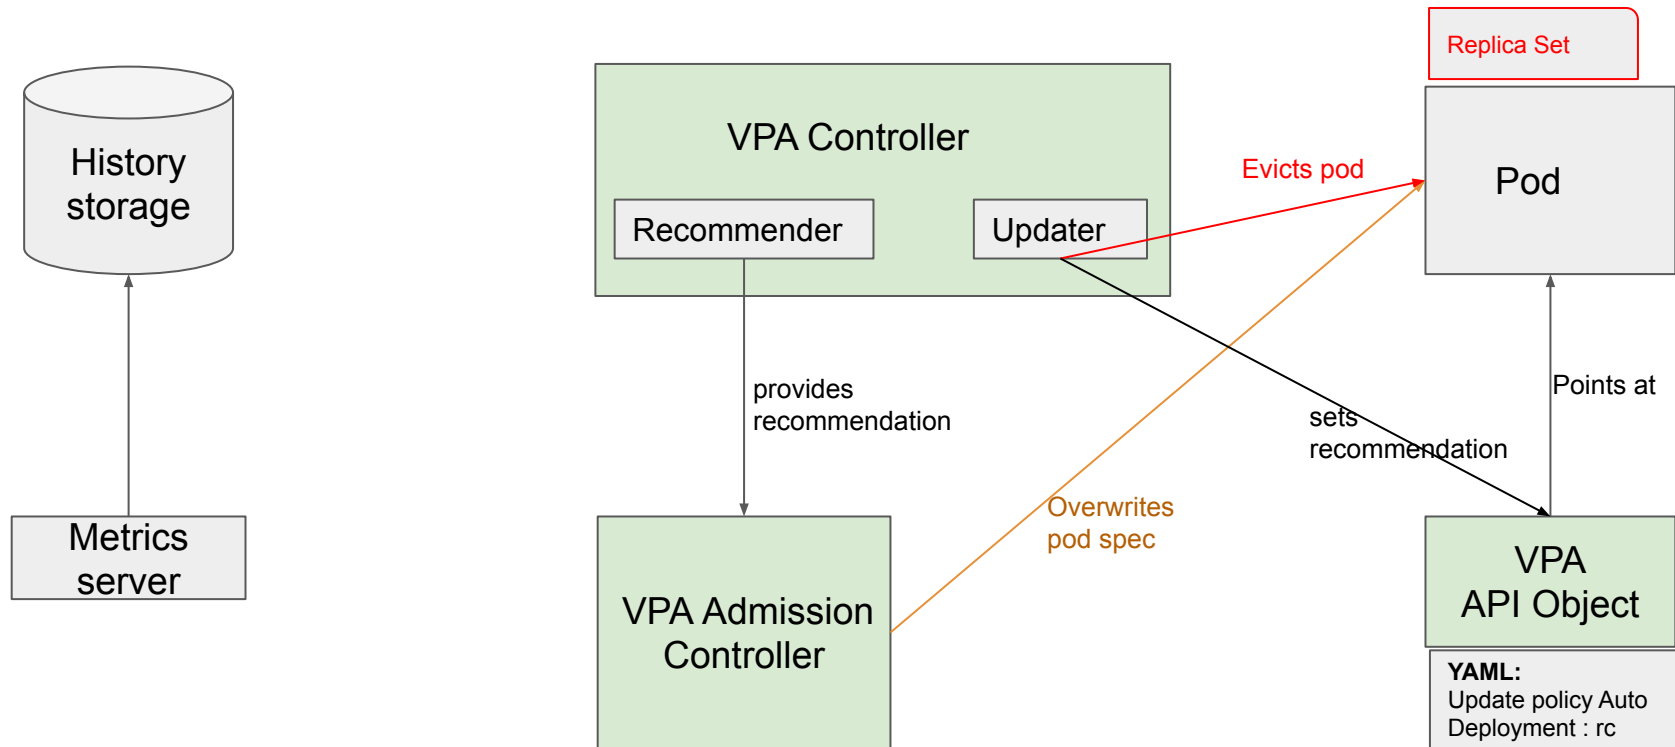 Replica Set
History
storage
VPA Controller
Recommender
Updater
Evicts pod
Pod
provides
recommendation
sets
recommendation
Points at
Overwrites
pod spec
Metrics
server
VPA Admission
Controller
VPA
API Object
YAML:
Update policy Auto
Deployment : rc